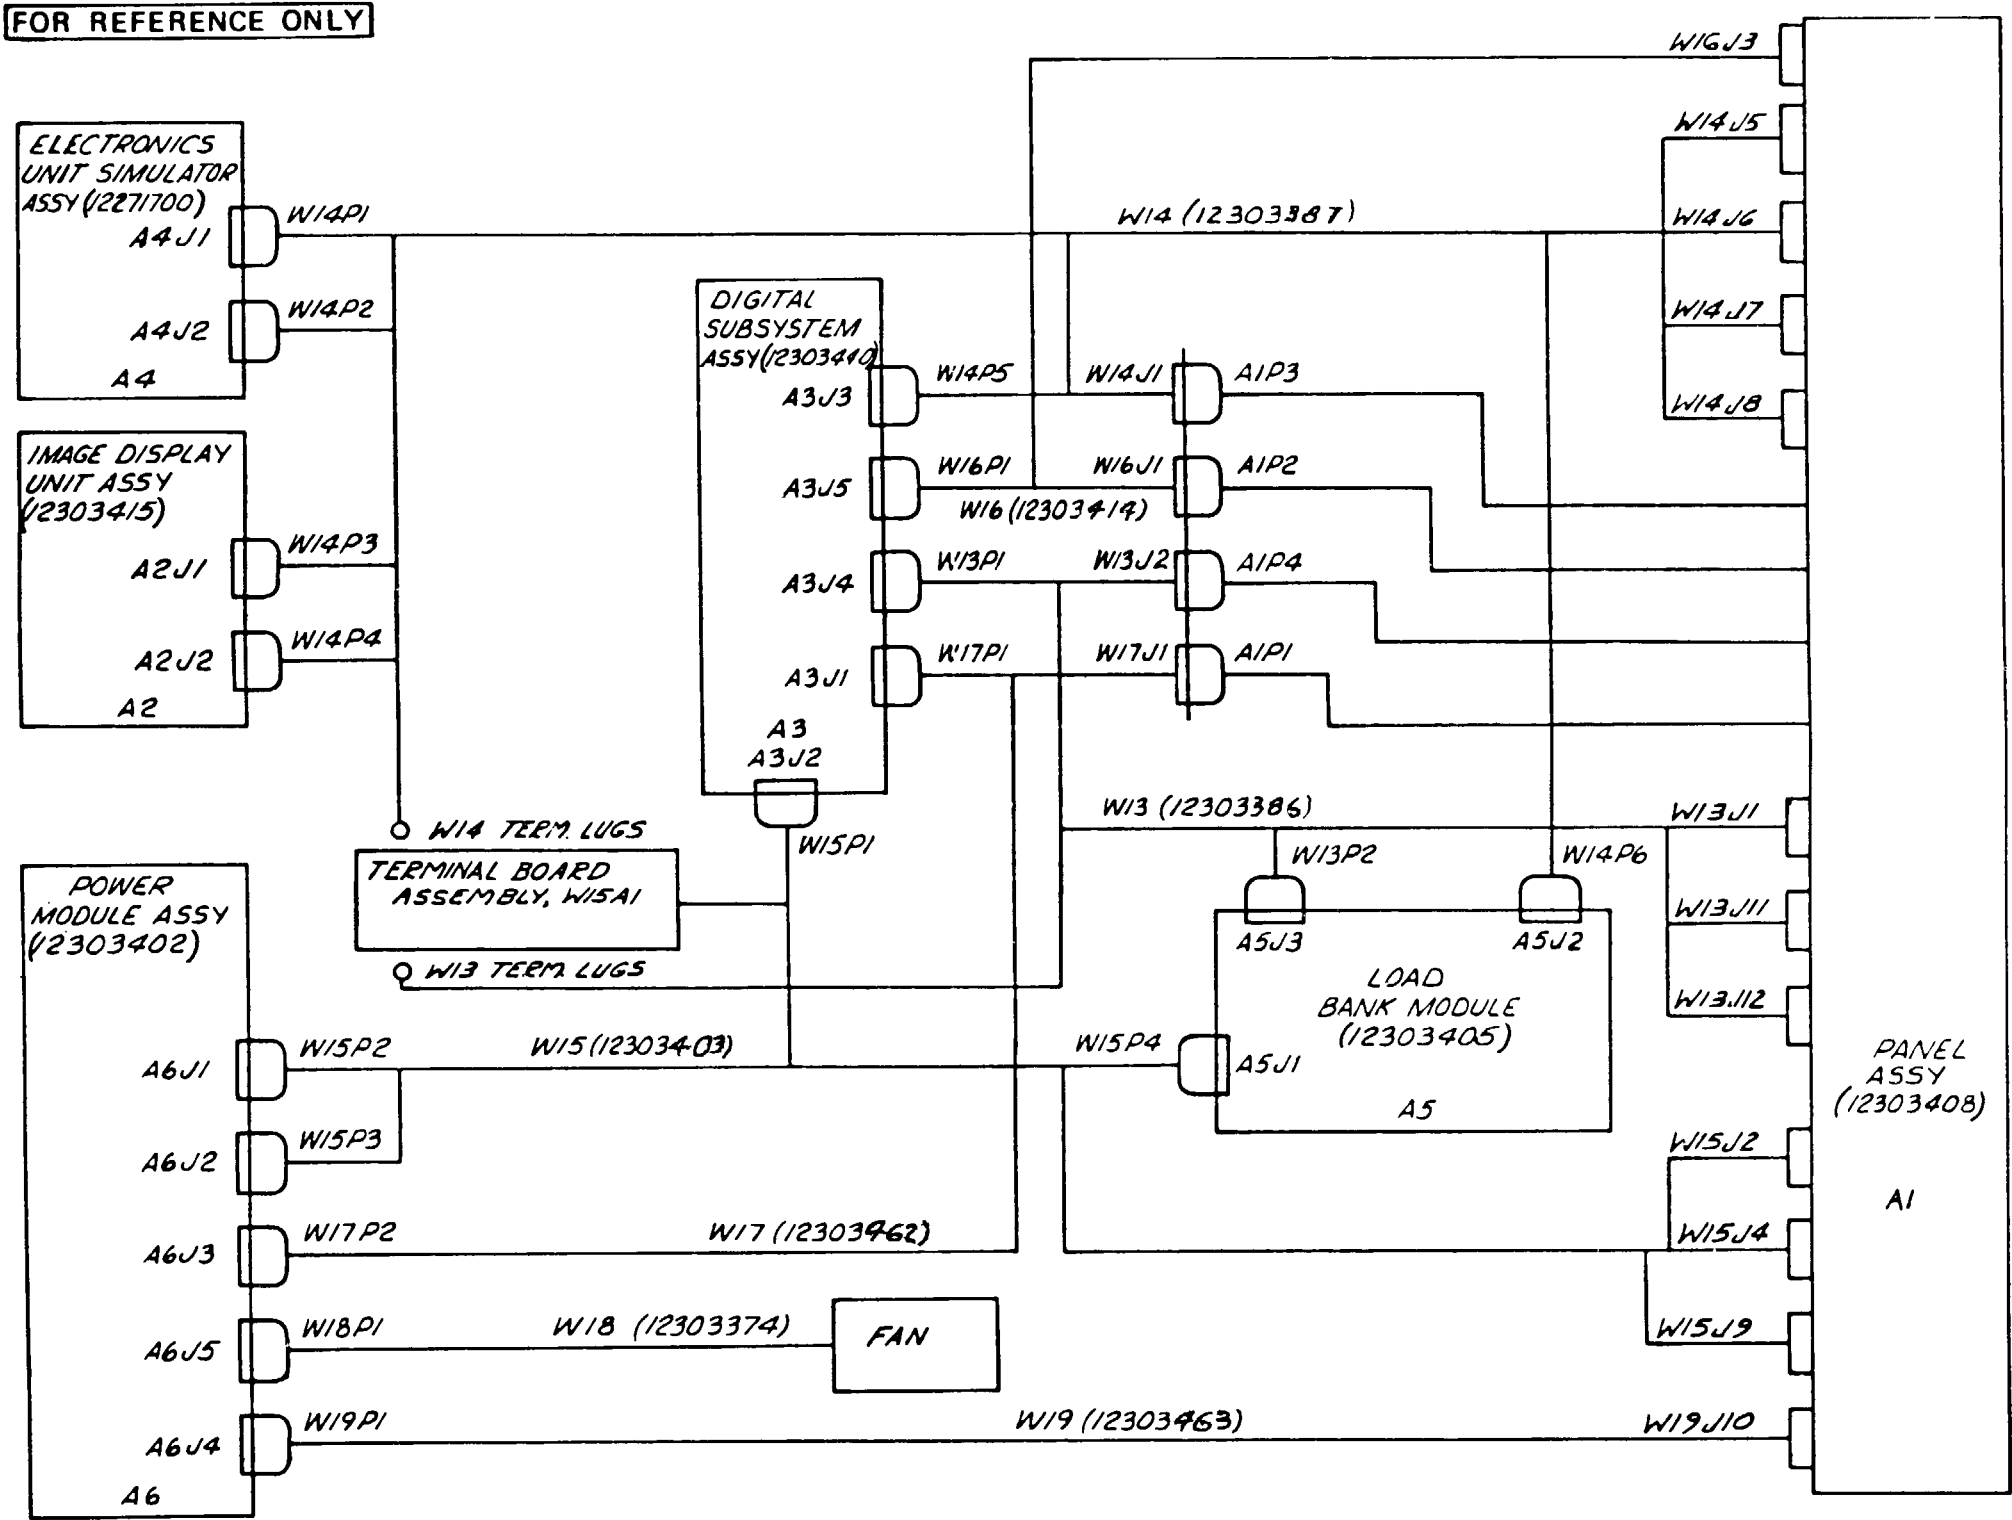 FOR REFERENCE ONLY
ELECTRONICS
UNIT SIMULATOR
ASSY (12271700)
A4J1
W14P1
A4J2
W14P2
A4
IMAGE DISPLAY
UNIT ASSY
(12303415)
A2J1
W14P3
A2J2
W14P4
A2
DIGITAL
SUBSYSTEM
ASSY (12303440)
A3J3
W14P5
W14J1
A1P3
A3J5
W16P1
W16J1
A1P2
W16 (12303414)
A3J4
W13P1
W13J2
A1P4
A3J1
W17P1
W17J1
A1P1
A3
A3J2
W15P1
W14 (12303387)
W16J3
W14J5
W14J6
W14J7
W14J8
W14 TERM. LUGS
TERMINAL BOARD
ASSEMBLY, W15A1
W13 TERM. LUGS
W13 (12303386)
W13P2
W14P6
W13J1
W13J11
W13J12
A5J3
A5J2
LOAD
BANK MODULE
(12303405)
W15P4
A5J1
A5
POWER
MODULE ASSY
(12303402)
A6J1
W15P2
W15 (12303403)
A6J2
W15P3
A6J3
W17P2
W17 (12303462)
A6J5
W18P1
W18 (12303374)
FAN
A6J4
W19P1
W19 (12303463)
A6
W15J2
W15J4
W15J9
W19J10
PANEL
ASSY
(12303408)
A1